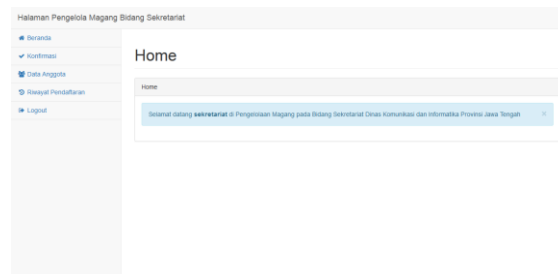 Halaman Pengelola Magang Bidang Sekretariat
Beranda
Konfirmasi
Data Anggota
Riwayat Pendaftaran
Logout
Home
Home
Selamat datang sekretariat di Pengelolaan Magang pada Bidang Sekretariat Dinas Komunikasi dan Informatika Provinsi Jawa Tengah ×